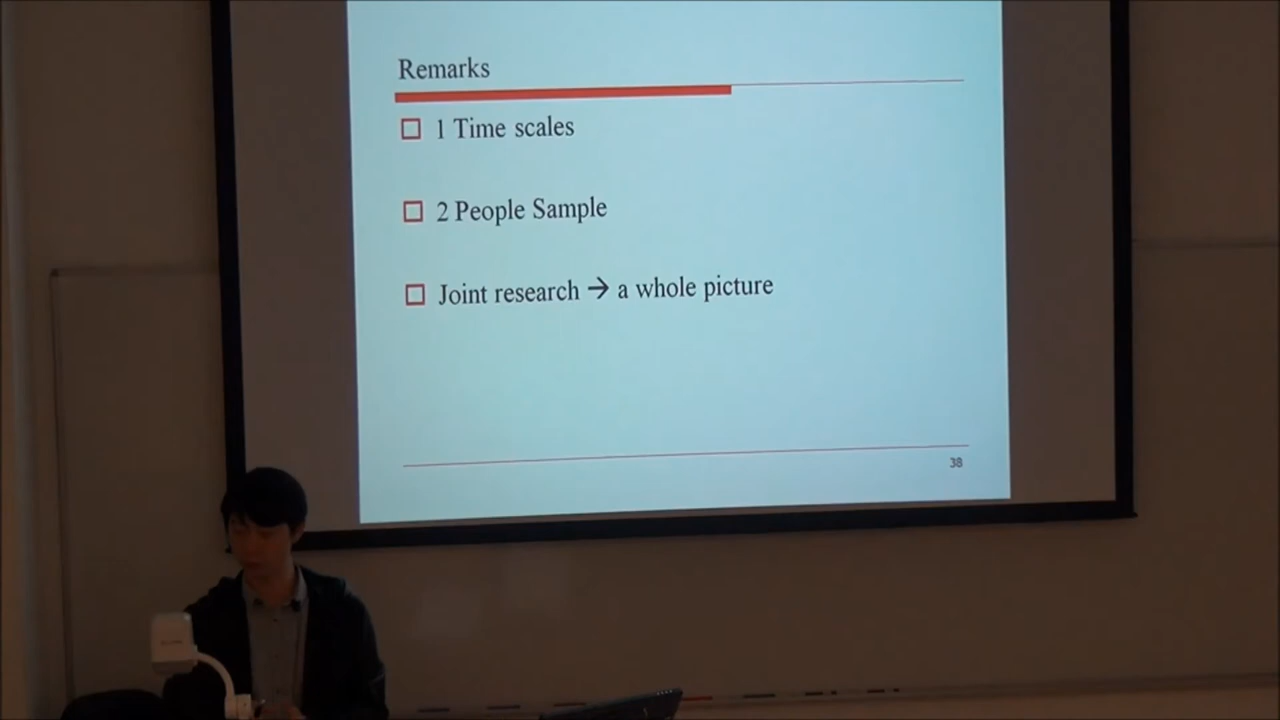 Remarks
1 Time scales
2 People Sample
Joint research → a whole picture
38